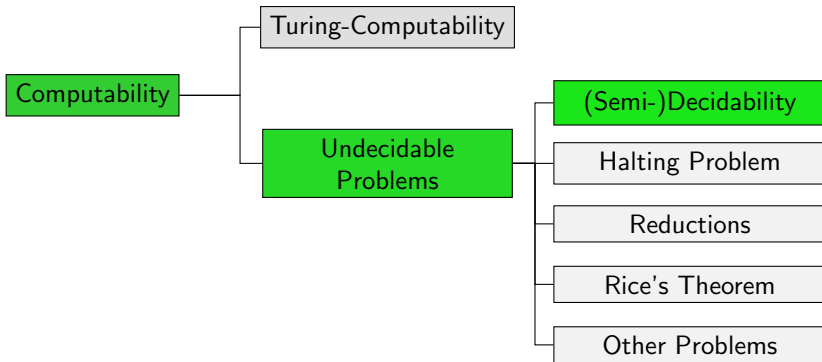 Turing-Computability
Computability
(Semi-)Decidability
Undecidable
Problems
Halting Problem
Reductions
Rice's Theorem
Other Problems